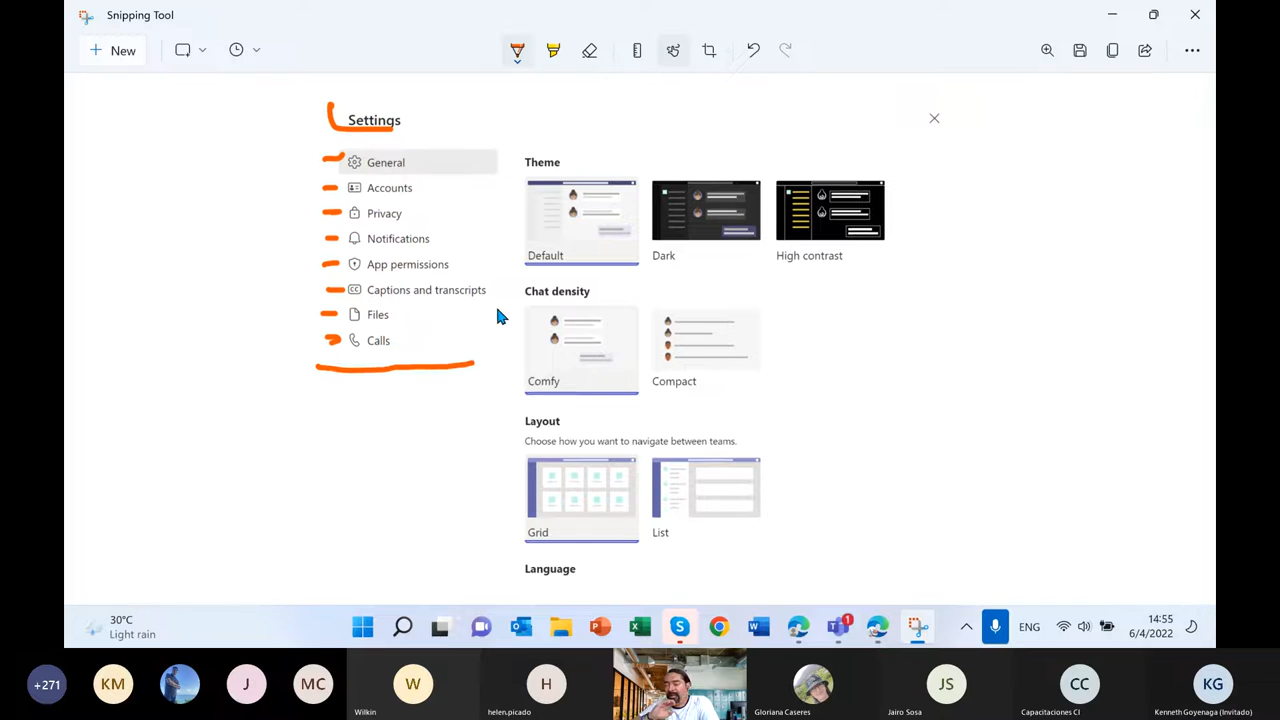 Snipping Tool
New
Settings
General
Accounts
Privacy
Notifications
App permissions
Captions and transcripts
Files
Calls
Theme
Default
Dark
High contrast
Chat density
Comfy
Compact
Layout
Choose how you want to navigate between teams.
Grid
List
Language
30°C
Light rain
1
ENG
14:55
6/4/2022
+271
KM
J
MC
W
Wilkin
H
helen.picado
Gloriana Caseres
JS
Jairo Sosa
CC
Capacitaciones CI
KG
Kenneth Goyenaga (Invitado)